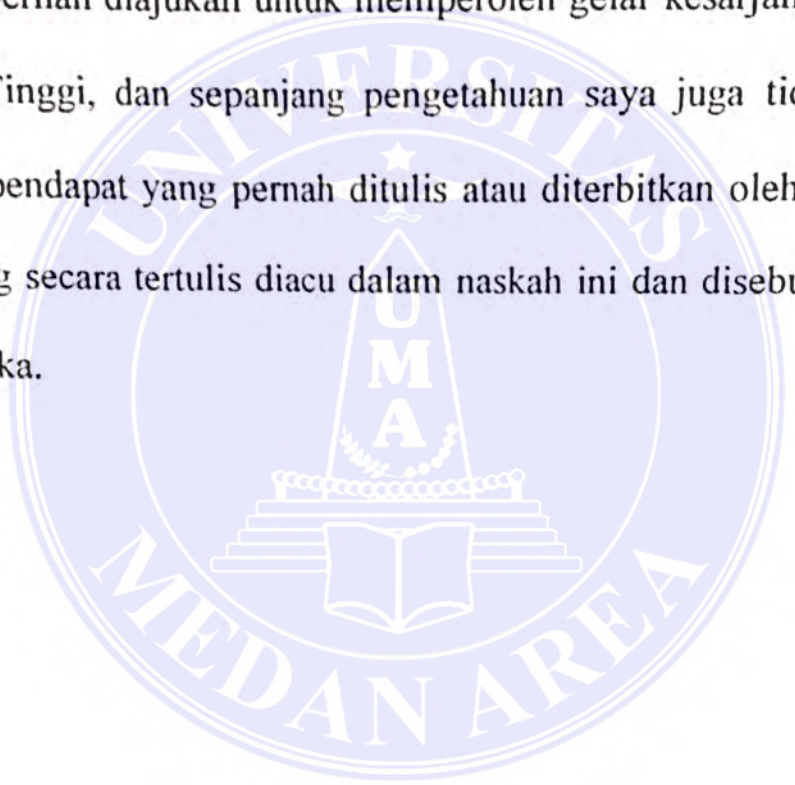 pernah diajukan untuk memperoleh gelar kesarjan
Tinggi, dan sepanjang pengetahuan saya juga tid
pendapat yang pernah ditulis atau diterbitkan oleh
g secara tertulis diacu dalam naskah ini dan disebu
ka.
UNIVERSITAS
UMA
MEDAN AREA